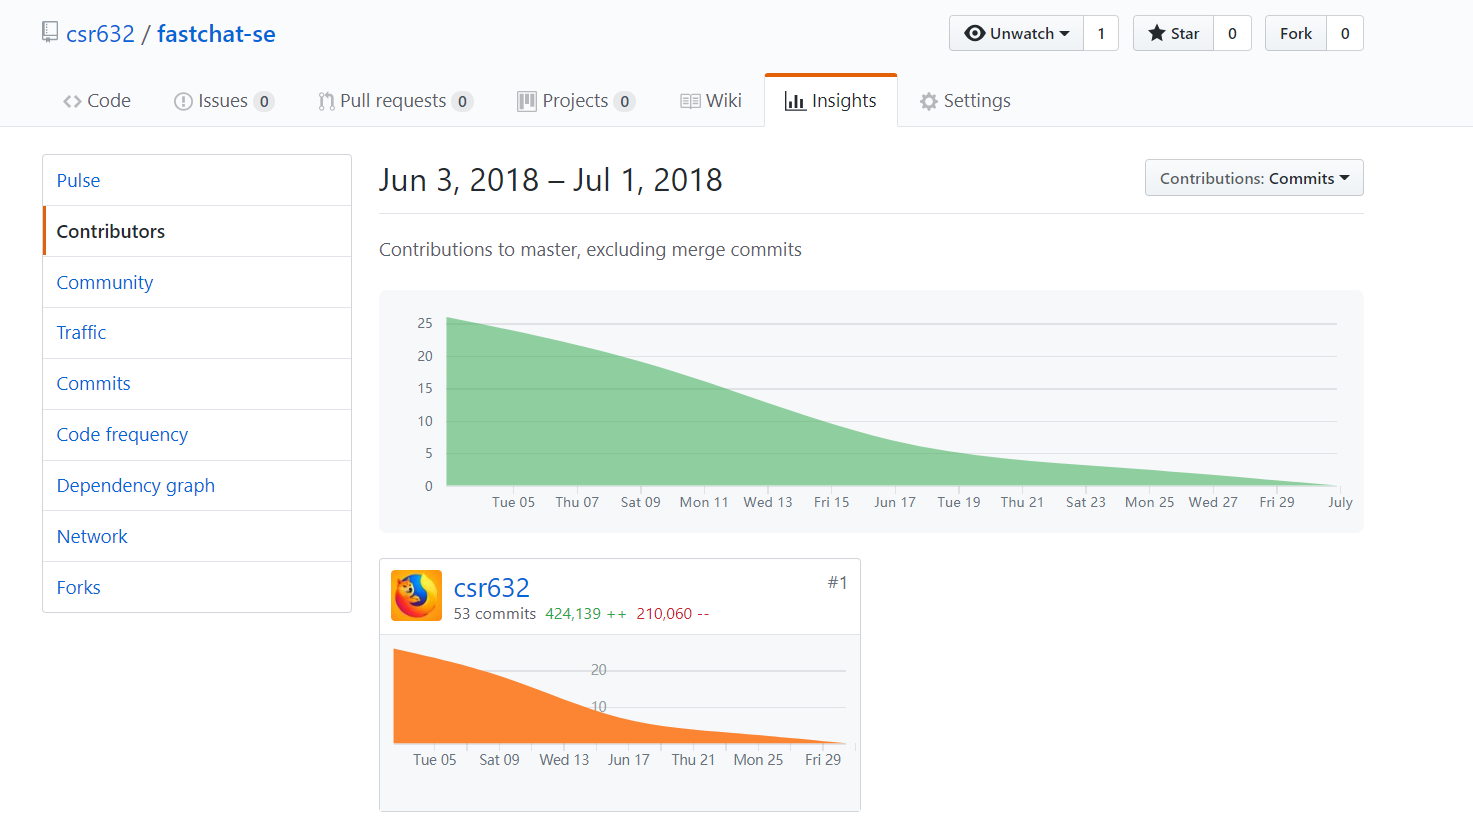 csr632 / fastchat-se
Unwatch 1 Star 0 Fork 0
Code Issues 0 Pull requests 0 Projects 0 Wiki Insights Settings
Pulse
Contributors
Community
Traffic
Commits
Code frequency
Dependency graph
Network
Forks
Jun 3, 2018 – Jul 1, 2018
Contributions: Commits
Contributions to master, excluding merge commits
25
20
15
10
5
0
Tue 05 Thu 07 Sat 09 Mon 11 Wed 13 Fri 15 Jun 17 Tue 19 Thu 21 Sat 23 Mon 25 Wed 27 Fri 29 July
csr632 #1
53 commits 424,139 ++ 210,060 --
20
10
Tue 05 Sat 09 Wed 13 Jun 17 Thu 21 Mon 25 Fri 29